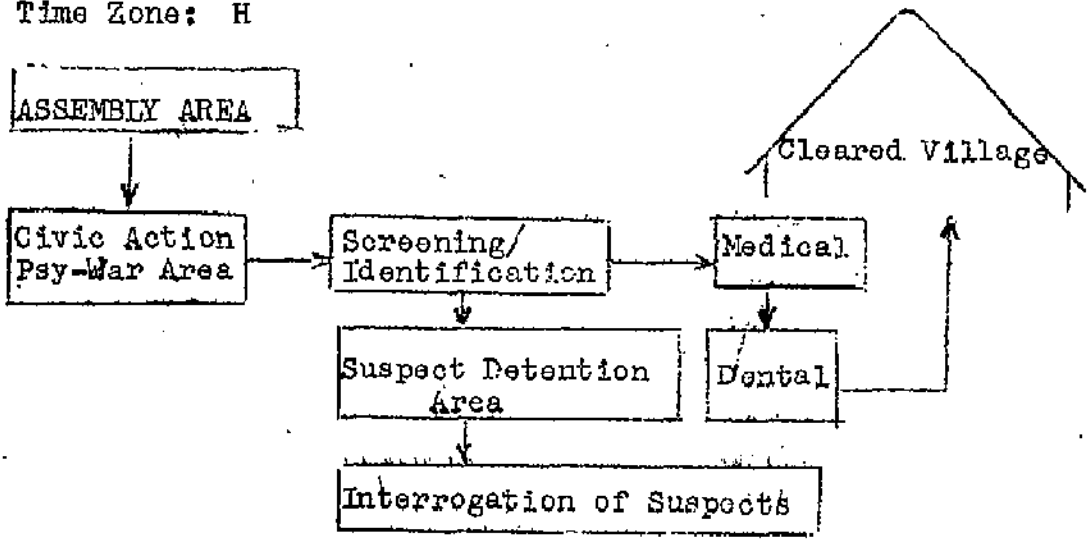 Time Zone: H
ASSEMBLY AREA
Cleared Village
Civic Action
Psy-War Area
Screening/
Identification
Medical
Suspect Detention
Area
Dental
Interrogation of Suspects